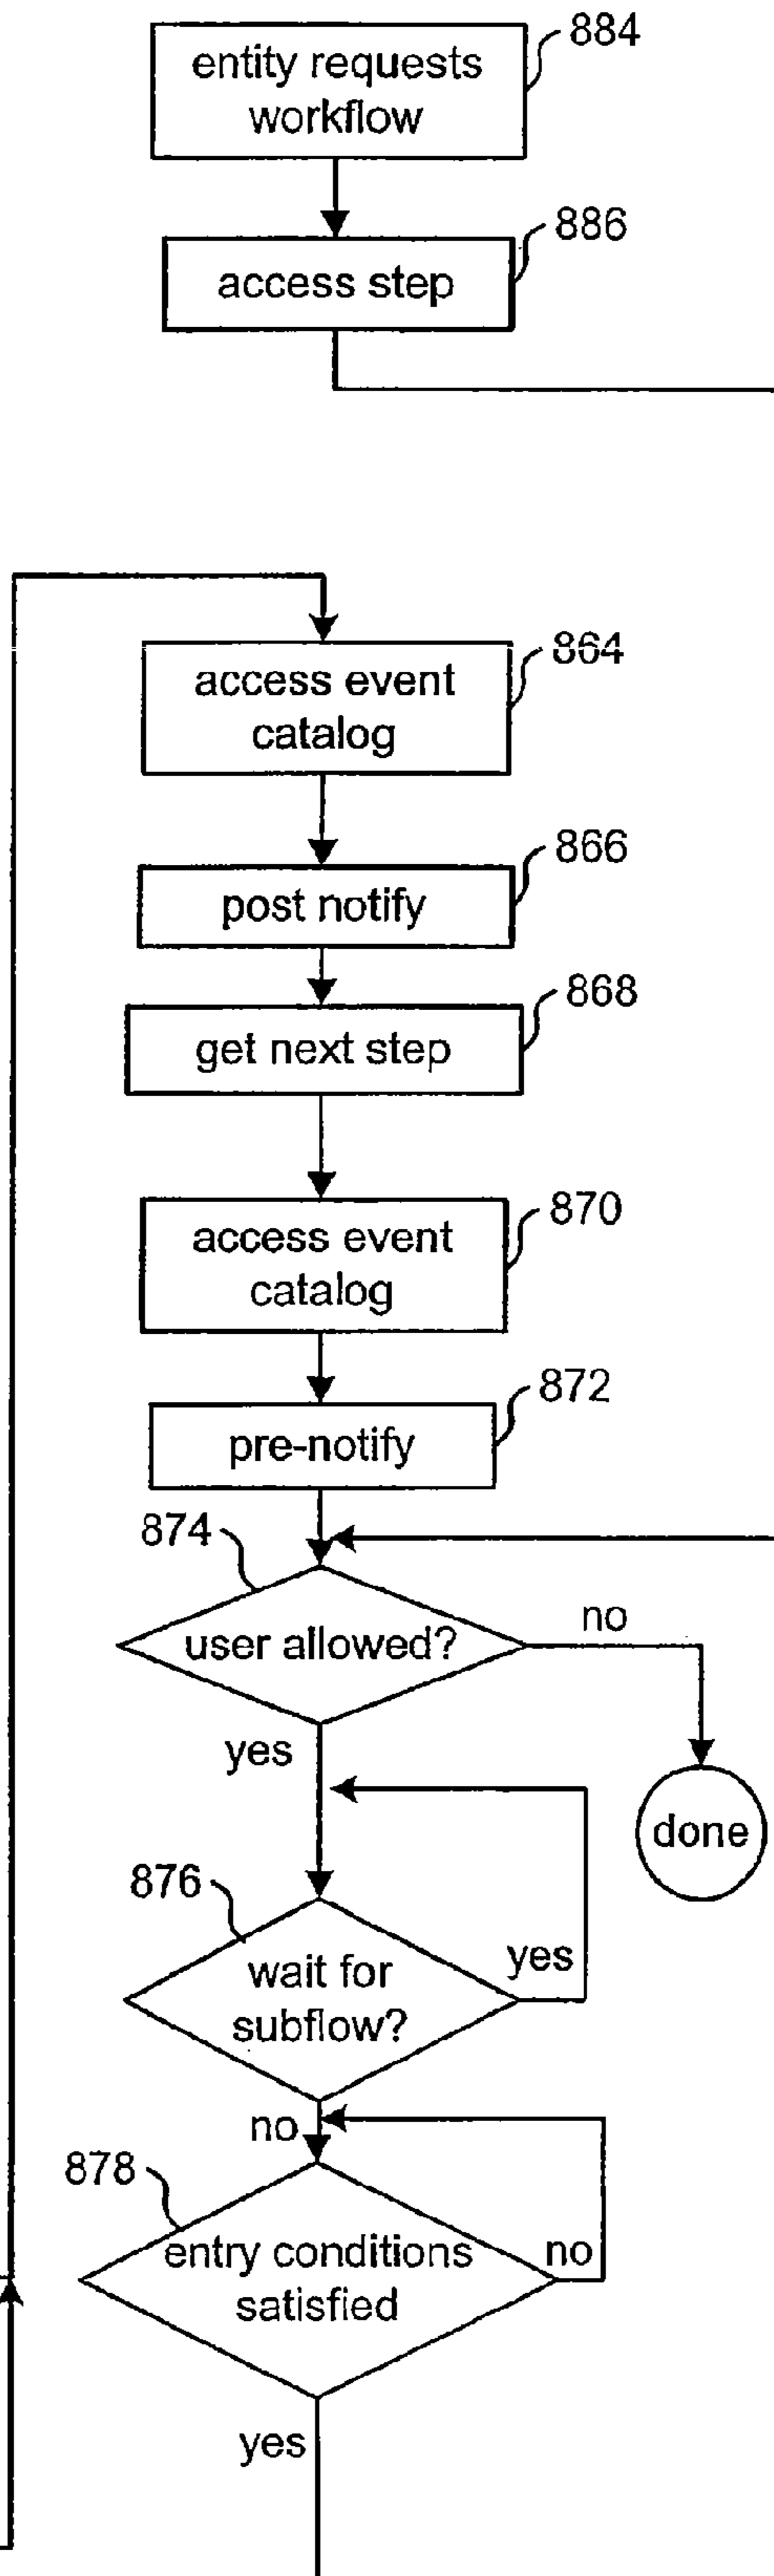 884
entity requests
workflow
886
access step
864
access event
catalog
866
post notify
868
get next step
870
access event
catalog
872
pre-notify
874
user allowed?
no
yes
done
876
wait for
subflow?
yes
no
878
entry conditions
satisfied
no
yes